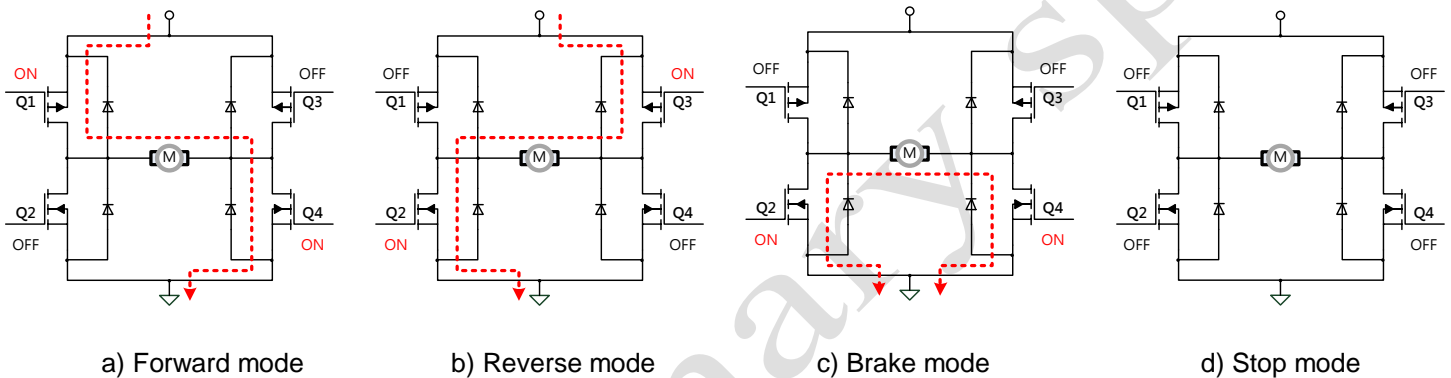 ON
Q1
OFF
Q3
M
Q2
OFF
Q4
ON
a) Forward mode
OFF
Q1
ON
Q3
M
Q2
ON
Q4
OFF
b) Reverse mode
OFF
Q1
OFF
Q3
M
Q2
ON
Q4
ON
c) Brake mode
OFF
Q1
OFF
Q3
M
Q2
OFF
Q4
OFF
d) Stop mode